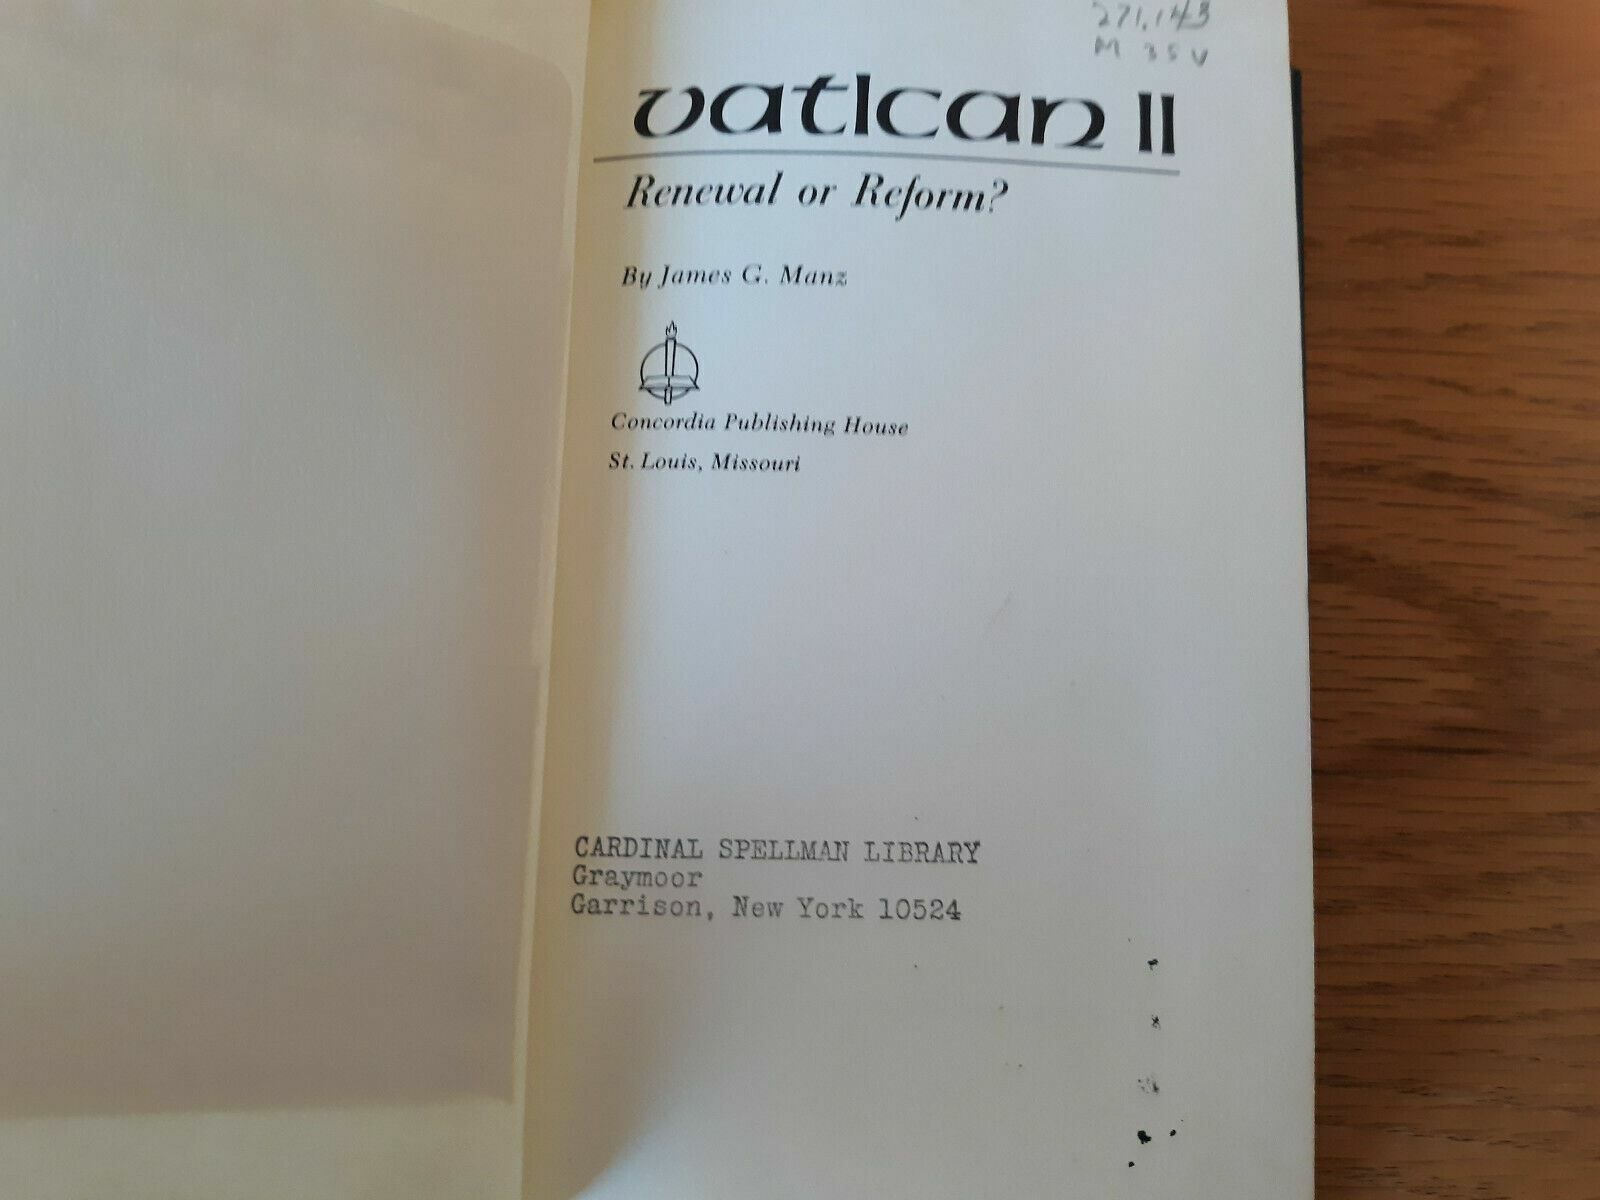 271.143
M 35 V
Vatican II
Renewal or Reform?
By James G. Manz
Concordia Publishing House
St. Louis, Missouri
CARDINAL SPELLMAN LIBRARY
Graymoor
Garrison, New York 10524